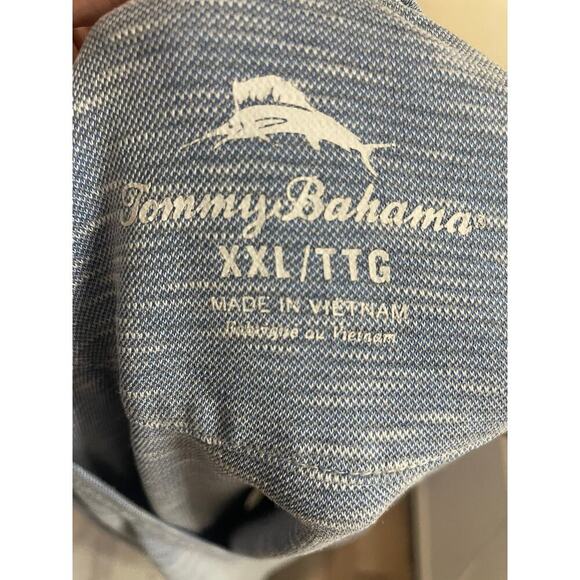 Tommy Bahama®
XXL/TTG
MADE IN VIETNAM
Fabriqué au Vietnam